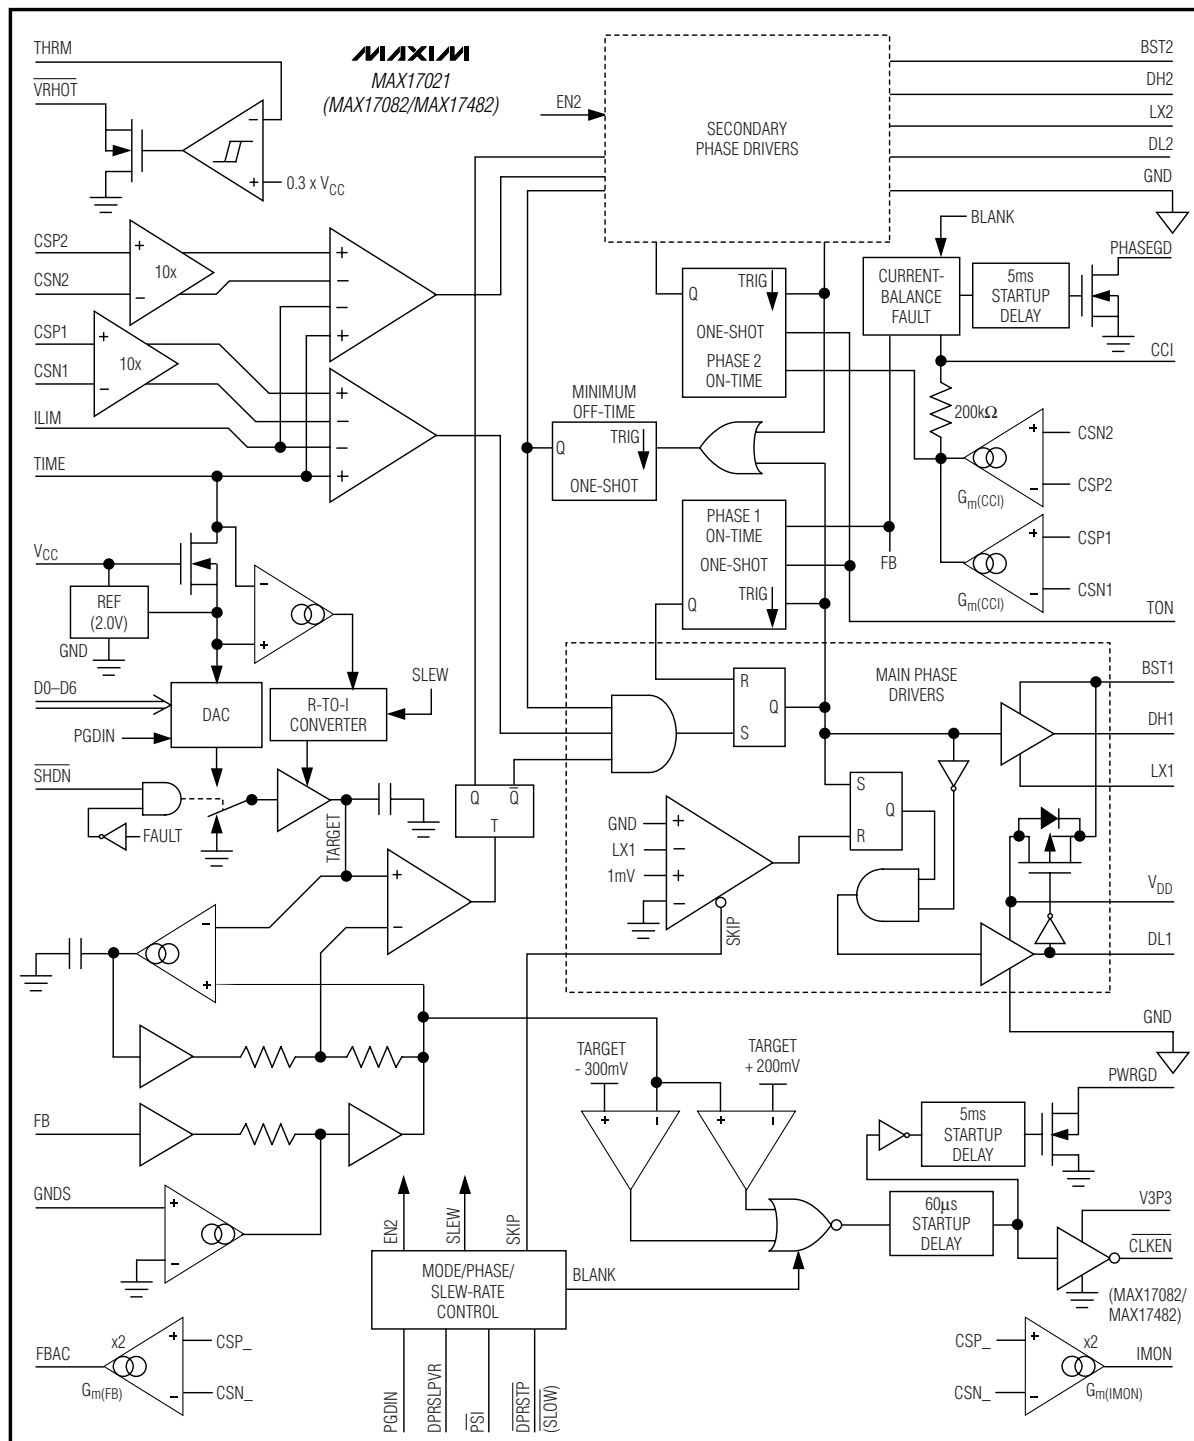 THRM
VRHOT
MAXIM
MAX17021
(MAX17082/MAX17482)
− +
0.3 x VCC
EN2
SECONDARY
PHASE DRIVERS
BST2
DH2
LX2
DL2
GND
BLANK
PHASEGD
CURRENT-
BALANCE
FAULT
5ms
STARTUP
DELAY
CCI
CSP2
CSN2
+ −
10x
CSP1
CSN1
+ −
10x
ILIM
TIME
+ − − +
+ − − +
Q
TRIG
ONE-SHOT
PHASE 2
ON-TIME
MINIMUM
OFF-TIME
Q
TRIG
ONE-SHOT
200kΩ
+ −
CSN2
CSP2
Gm(CCI)
+ −
CSP1
CSN1
Gm(CCI)
PHASE 1
ON-TIME
ONE-SHOT
TRIG
Q
FB
TON
VCC
REF
(2.0V)
GND
− +
D0–D6
DAC
PGDIN
R-TO-I
CONVERTER
SLEW
SHDN
FAULT
TARGET
Q Q
T
MAIN PHASE
DRIVERS
R
S
Q
S
R
Q
GND
LX1
1mV
+ − + −
SKIP
BST1
DH1
LX1
VDD
DL1
GND
+ −
− +
FB
GNDS
+ −
TARGET
- 300mV
TARGET
+ 200mV
+ −
+ −
PWRGD
5ms
STARTUP
DELAY
60µs
STARTUP
DELAY
V3P3
CLKEN
(MAX17082/
MAX17482)
EN2
SLEW
SKIP
MODE/PHASE/
SLEW-RATE
CONTROL
BLANK
PGDIN
DPRSLPVR
PSI
DPRSTP
(SLOW)
FBAC
x2
Gm(FB)
+ −
CSP_
CSN_
CSP_
CSN_
+ −
x2
Gm(IMON)
IMON